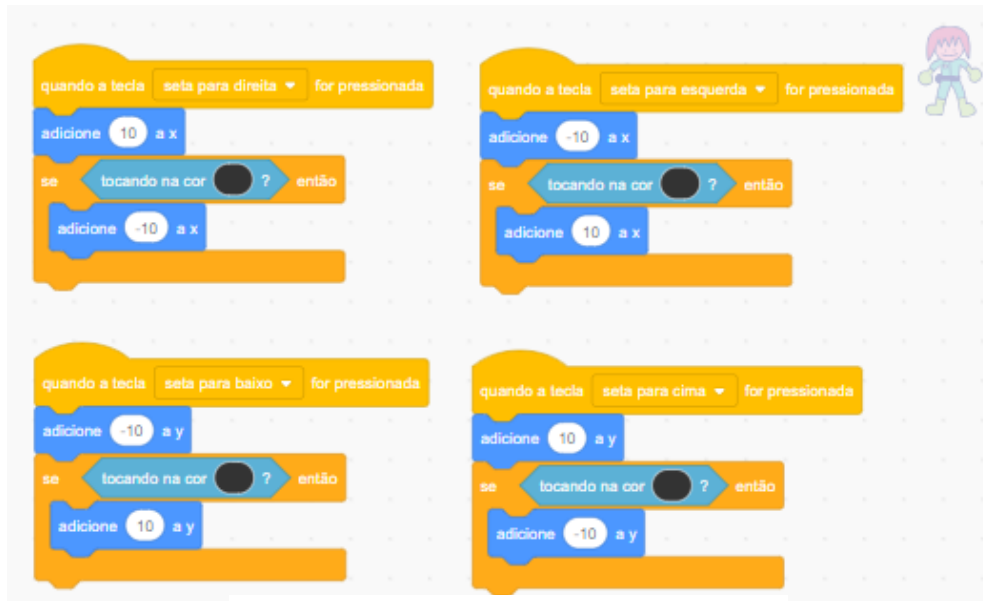 quando a tecla seta para direita for pressionada
adicione 10 a x
se tocando na cor ? então
adicione -10 a x
quando a tecla seta para esquerda for pressionada
adicione -10 a x
se tocando na cor ? então
adicione 10 a x
quando a tecla seta para baixo for pressionada
adicione -10 a y
se tocando na cor ? então
adicione 10 a y
quando a tecla seta para cima for pressionada
adicione 10 a y
se tocando na cor ? então
adicione -10 a y